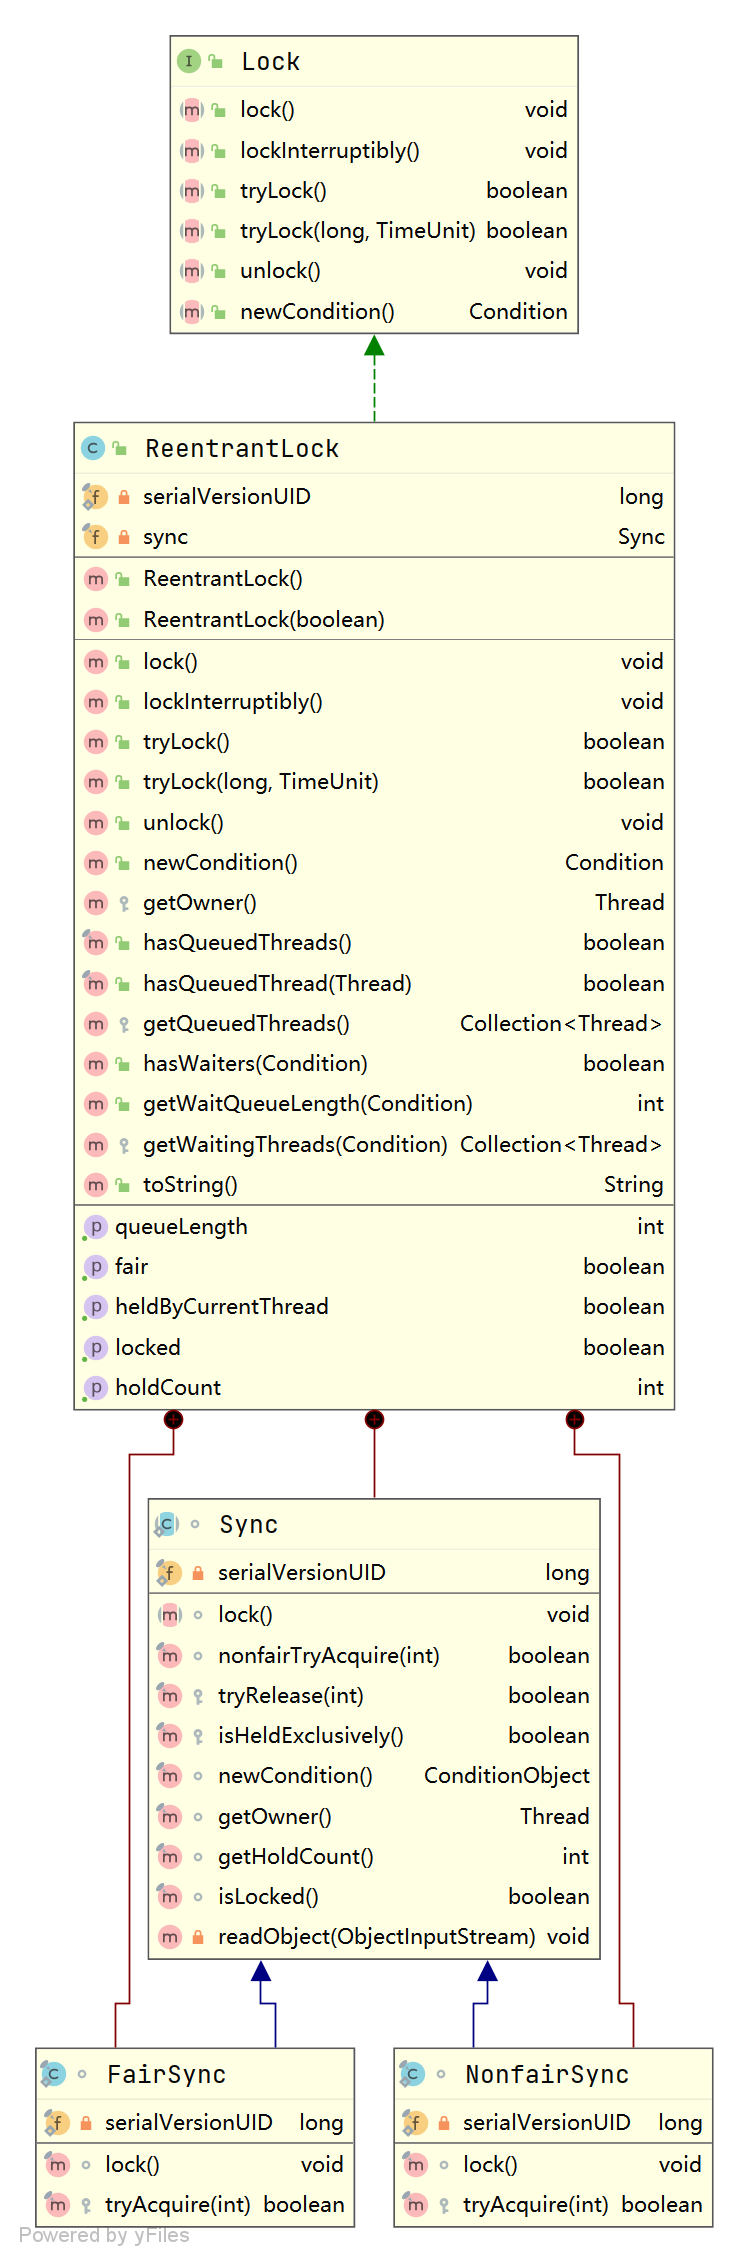 Lock
lock() void
lockInterruptibly() void
tryLock() boolean
tryLock(long, TimeUnit) boolean
unlock() void
newCondition() Condition
ReentrantLock
serialVersionUID long
sync Sync
ReentrantLock()
ReentrantLock(boolean)
lock() void
lockInterruptibly() void
tryLock() boolean
tryLock(long, TimeUnit) boolean
unlock() void
newCondition() Condition
getOwner() Thread
hasQueuedThreads() boolean
hasQueuedThread(Thread) boolean
getQueuedThreads() Collection<Thread>
hasWaiters(Condition) boolean
getWaitQueueLength(Condition) int
getWaitingThreads(Condition) Collection<Thread>
toString() String
queueLength int
fair boolean
heldByCurrentThread boolean
locked boolean
holdCount int
Sync
serialVersionUID long
lock() void
nonfairTryAcquire(int) boolean
tryRelease(int) boolean
isHeldExclusively() boolean
newCondition() ConditionObject
getOwner() Thread
getHoldCount() int
isLocked() boolean
readObject(ObjectInputStream) void
FairSync
serialVersionUID long
lock() void
tryAcquire(int) boolean
NonfairSync
serialVersionUID long
lock() void
tryAcquire(int) boolean
Powered by yFiles